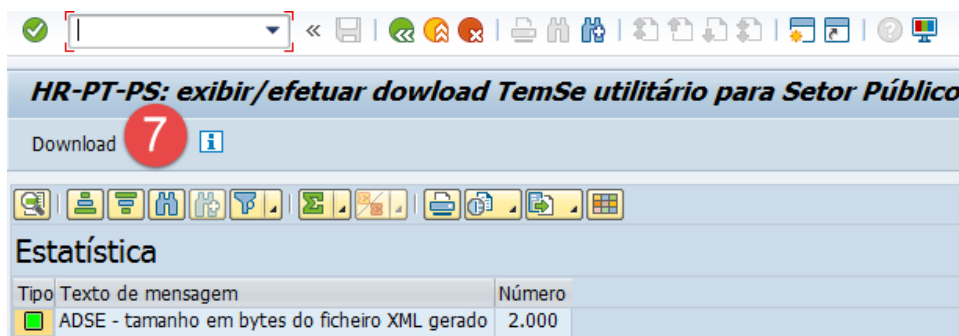 HR-PT-PS: exibir/efetuar dowload TemSe utilitário para Setor Público
Download 7
Estatística
Tipo Texto de mensagem Número
ADSE - tamanho em bytes do ficheiro XML gerado 2.000